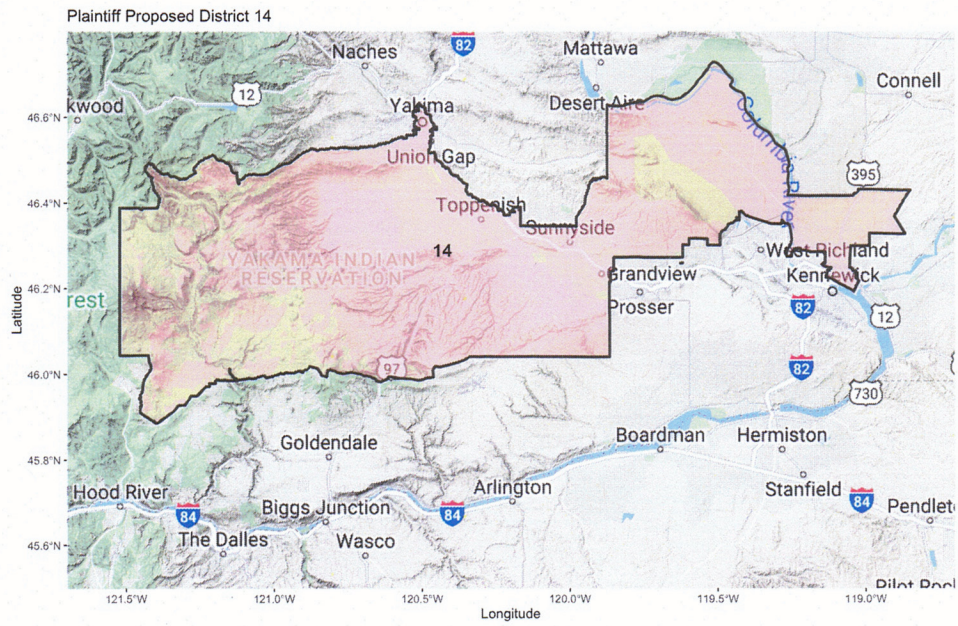 Plaintiff Proposed District 14
82
Naches
Mattawa
Connell
12
kwood
Yakima
Desert Aire
46.6°N
Union Gap
Columbia River
395
46.4°N
Toppenish
Sunnyside
14
YAKAMA INDIAN
RESERVATION
West Richland
Grandview
Kennewick
46.2°N
rest
Prosser
82
12
Latitude
97
82
46.0°N
730
Goldendale
Boardman
Hermiston
45.8°N
Hood River
Arlington
Stanfield
84
Biggs Junction
84
84
Pendlet
The Dalles
Wasco
45.6°N
Pilot Roc
121.5°W
121.0°W
120.5°W
120.0°W
119.5°W
119.0°W
Longitude